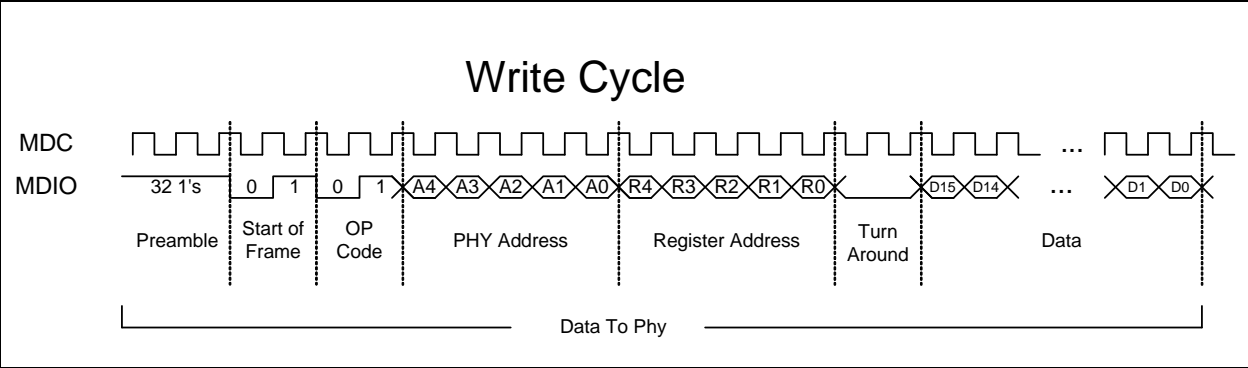 Write Cycle
MDC
...
MDIO
32 1's 0 1 0 1 A4 A3 A2 A1 A0 R4 R3 R2 R1 R0 D15 D14 ... D1 D0
Preamble
Start of
Frame
OP
Code
PHY Address
Register Address
Turn
Around
Data
Data To Phy